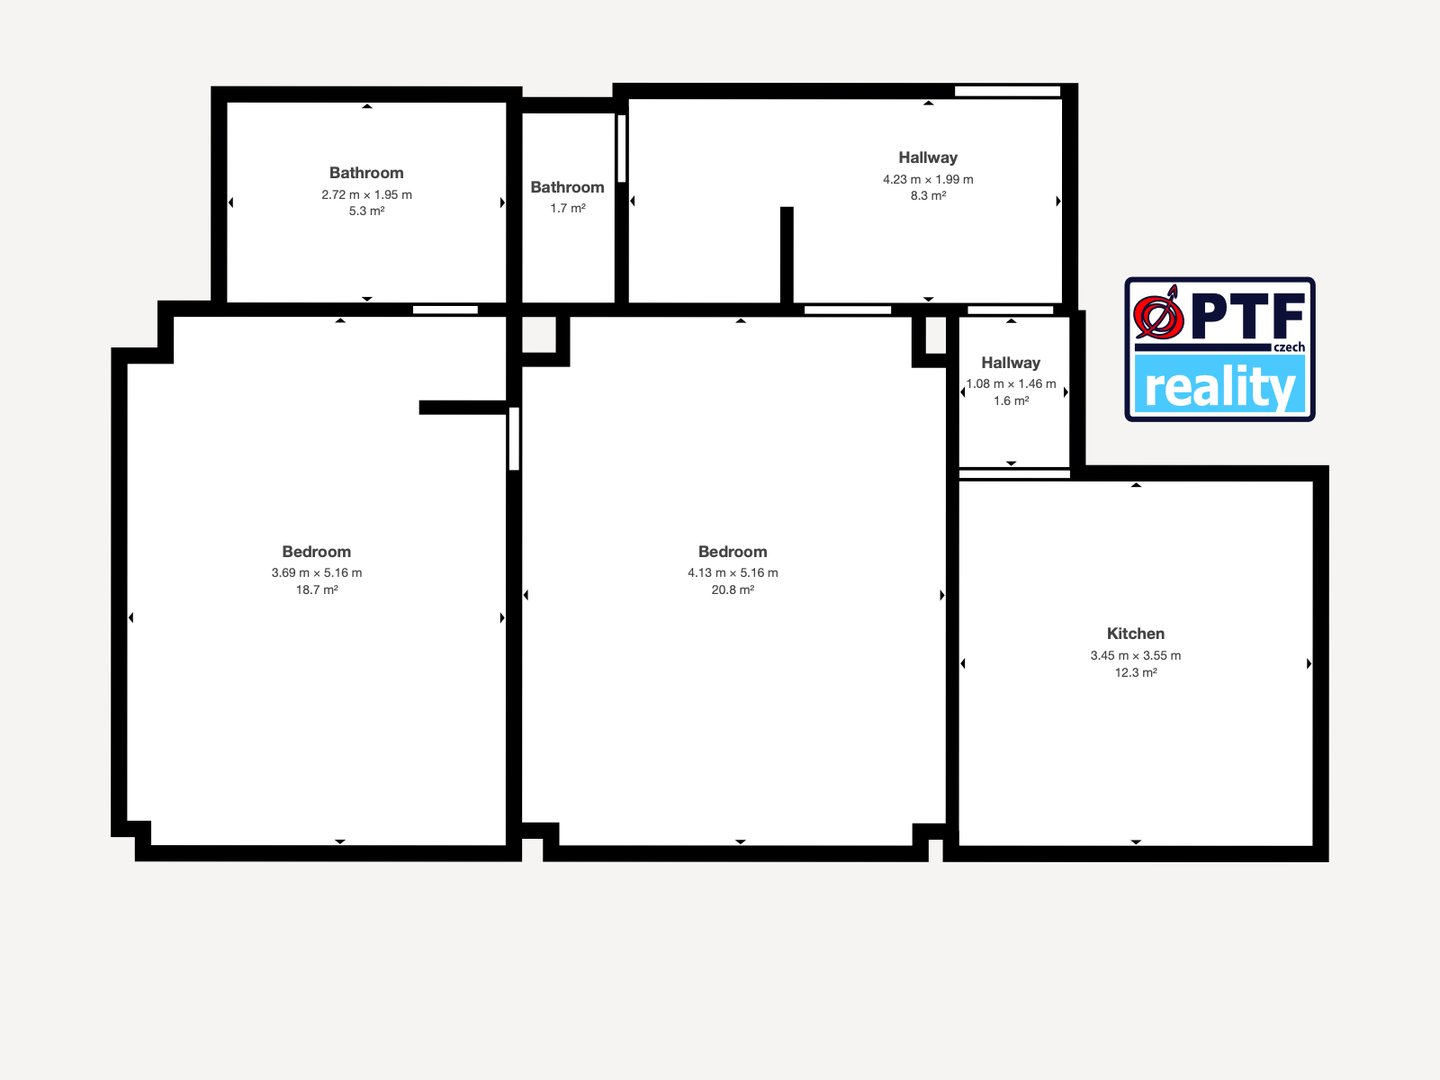 Bathroom
2.72 m × 1.95 m
5.3 m²
Bathroom
1.7 m²
Hallway
4.23 m × 1.99 m
8.3 m²
Hallway
1.08 m × 1.46 m
1.6 m²
PTF
czech
reality
Bedroom
3.69 m × 5.16 m
18.7 m²
Bedroom
4.13 m × 5.16 m
20.8 m²
Kitchen
3.45 m × 3.55 m
12.3 m²